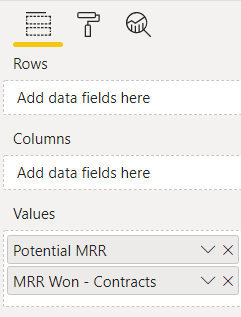 Rows
Add data fields here
Columns
Add data fields here
Values
Potential MRR
MRR Won - Contracts